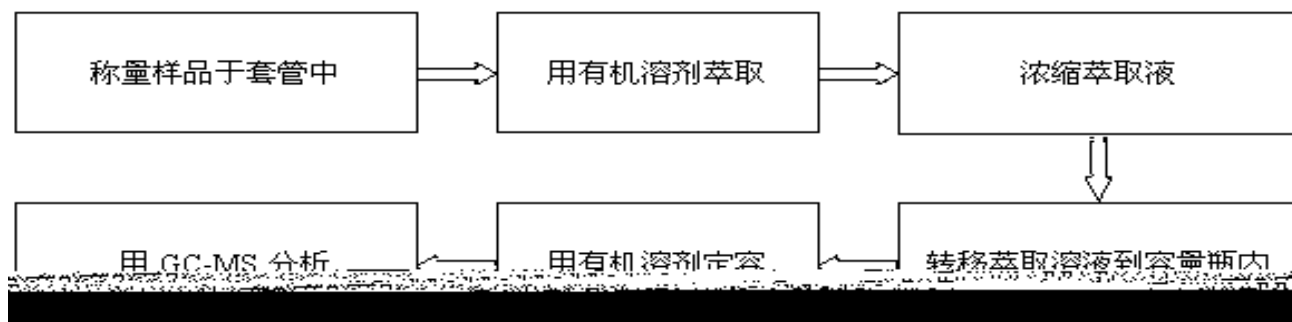 称量样品于套管中
用有机溶剂萃取
浓缩萃取液
转移萃取溶液到容量瓶内
用有机溶剂定容
用 GC-MS 分析